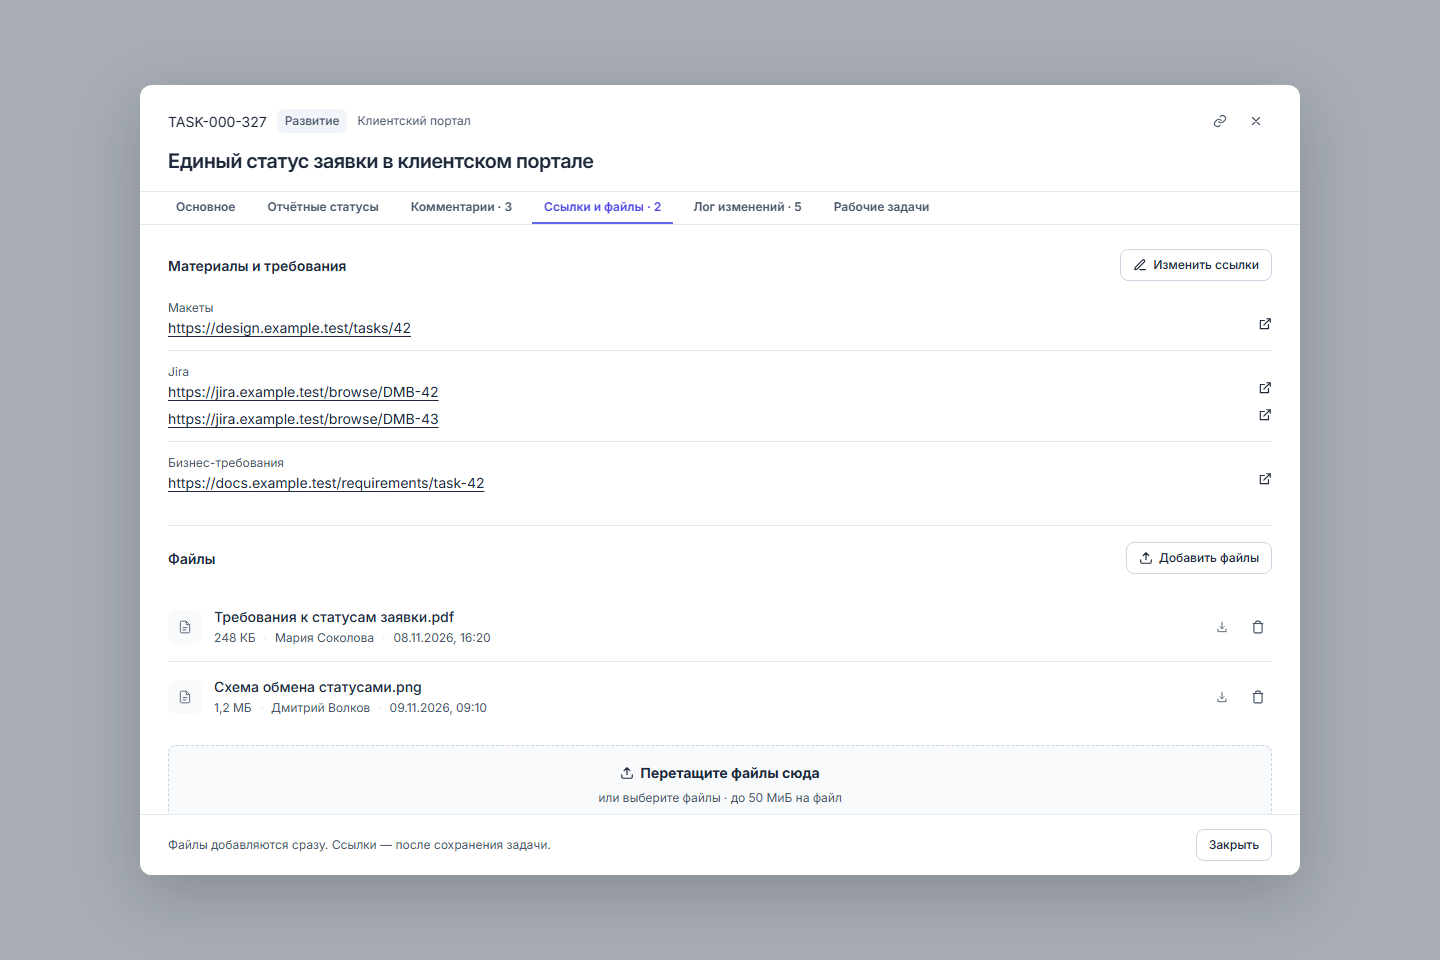 TASK-000-327 Развитие Клиентский портал
Единый статус заявки в клиентском портале
Основное Отчётные статусы Комментарии · 3 Ссылки и файлы · 2 Лог изменений · 5 Рабочие задачи
Материалы и требования Изменить ссылки
Макеты
https://design.example.test/tasks/42
Jira
https://jira.example.test/browse/DMB-42
https://jira.example.test/browse/DMB-43
Бизнес-требования
https://docs.example.test/requirements/task-42
Файлы Добавить файлы
Требования к статусам заявки.pdf
248 КБ · Мария Соколова · 08.11.2026, 16:20
Схема обмена статусами.png
1,2 МБ · Дмитрий Волков · 09.11.2026, 09:10
Перетащите файлы сюда
или выберите файлы · до 50 МиБ на файл
Файлы добавляются сразу. Ссылки — после сохранения задачи. Закрыть